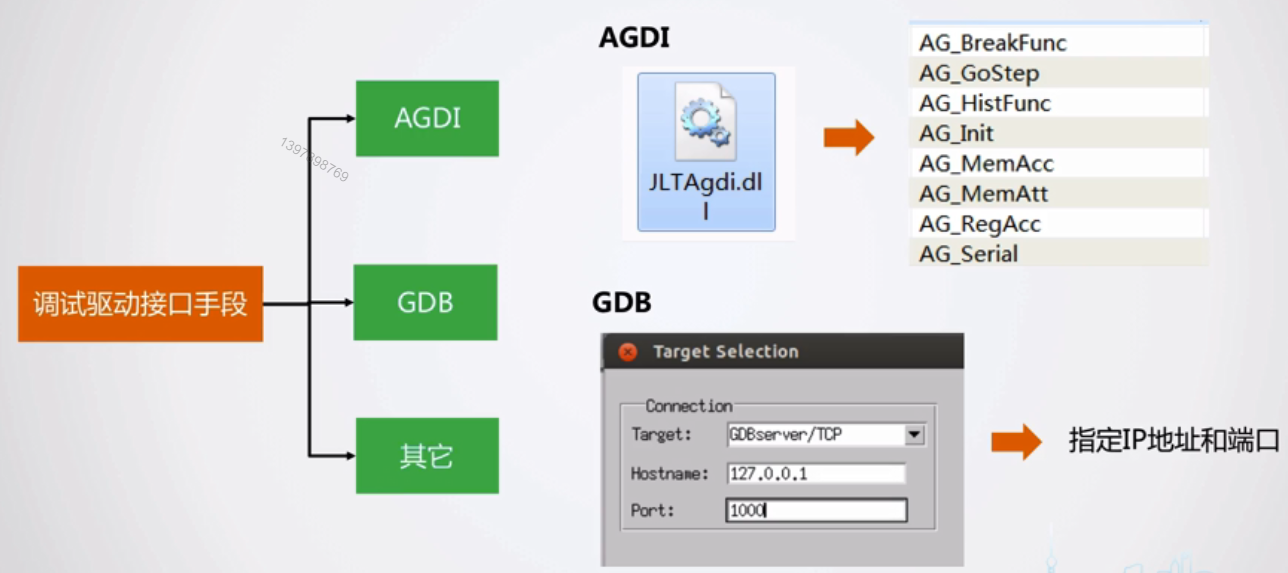 调试驱动接口手段
AGDI
GDB
其它
1397398769
AGDI
JLTAgdi.dl
l
AG_BreakFunc
AG_GoStep
AG_HistFunc
AG_Init
AG_MemAcc
AG_MemAtt
AG_RegAcc
AG_Serial
GDB
Target Selection
Connection
Target: GDBserver/TCP
Hostname: 127.0.0.1
Port: 1000
指定IP地址和端口